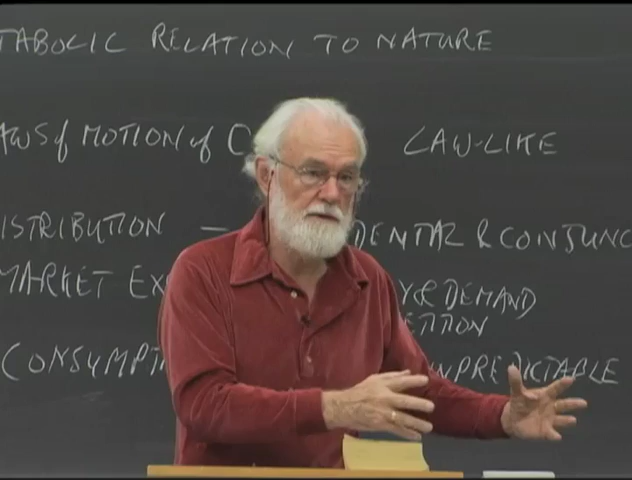 TABOLIC RELATION TO NATURE
AWS of MOTION of C LAW-LIKE
ISTRIBUTION — DENTAL & CONJUNC
MARKET EX Y & DEMAND
ETITION
CONSUMPTI NPREDICTABLE